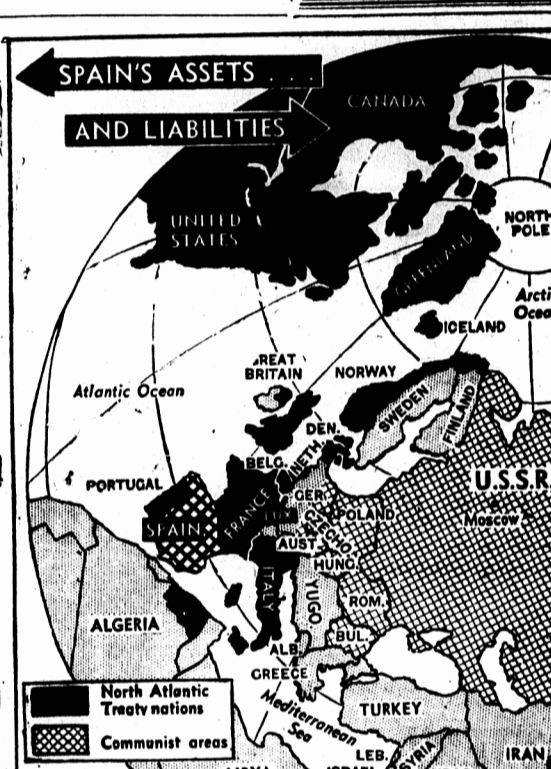 SPAIN'S ASSETS . . .
AND LIABILITIES
CANADA
UNITED
STATES
GREENLAND
NORTH
POLE
Arctic
Ocea
ICELAND
REAT
BRITAIN
NORWAY
SWEDEN
FINLAND
Atlantic Ocean
DEN.
NETH.
BELG.
U.S.S.R.
Moscow
PORTUGAL
SPAIN
FRANCE
GER.
LUX.
POLAND
CZECHO.
AUST.
HUNG.
ITALY
YUGO
ROM.
BUL.
ALGERIA
ALB.
GREECE
TURKEY
Mediterranean
Sea
LEB.
SYRIA
IRAN
North Atlantic
Treaty nations
Communist areas